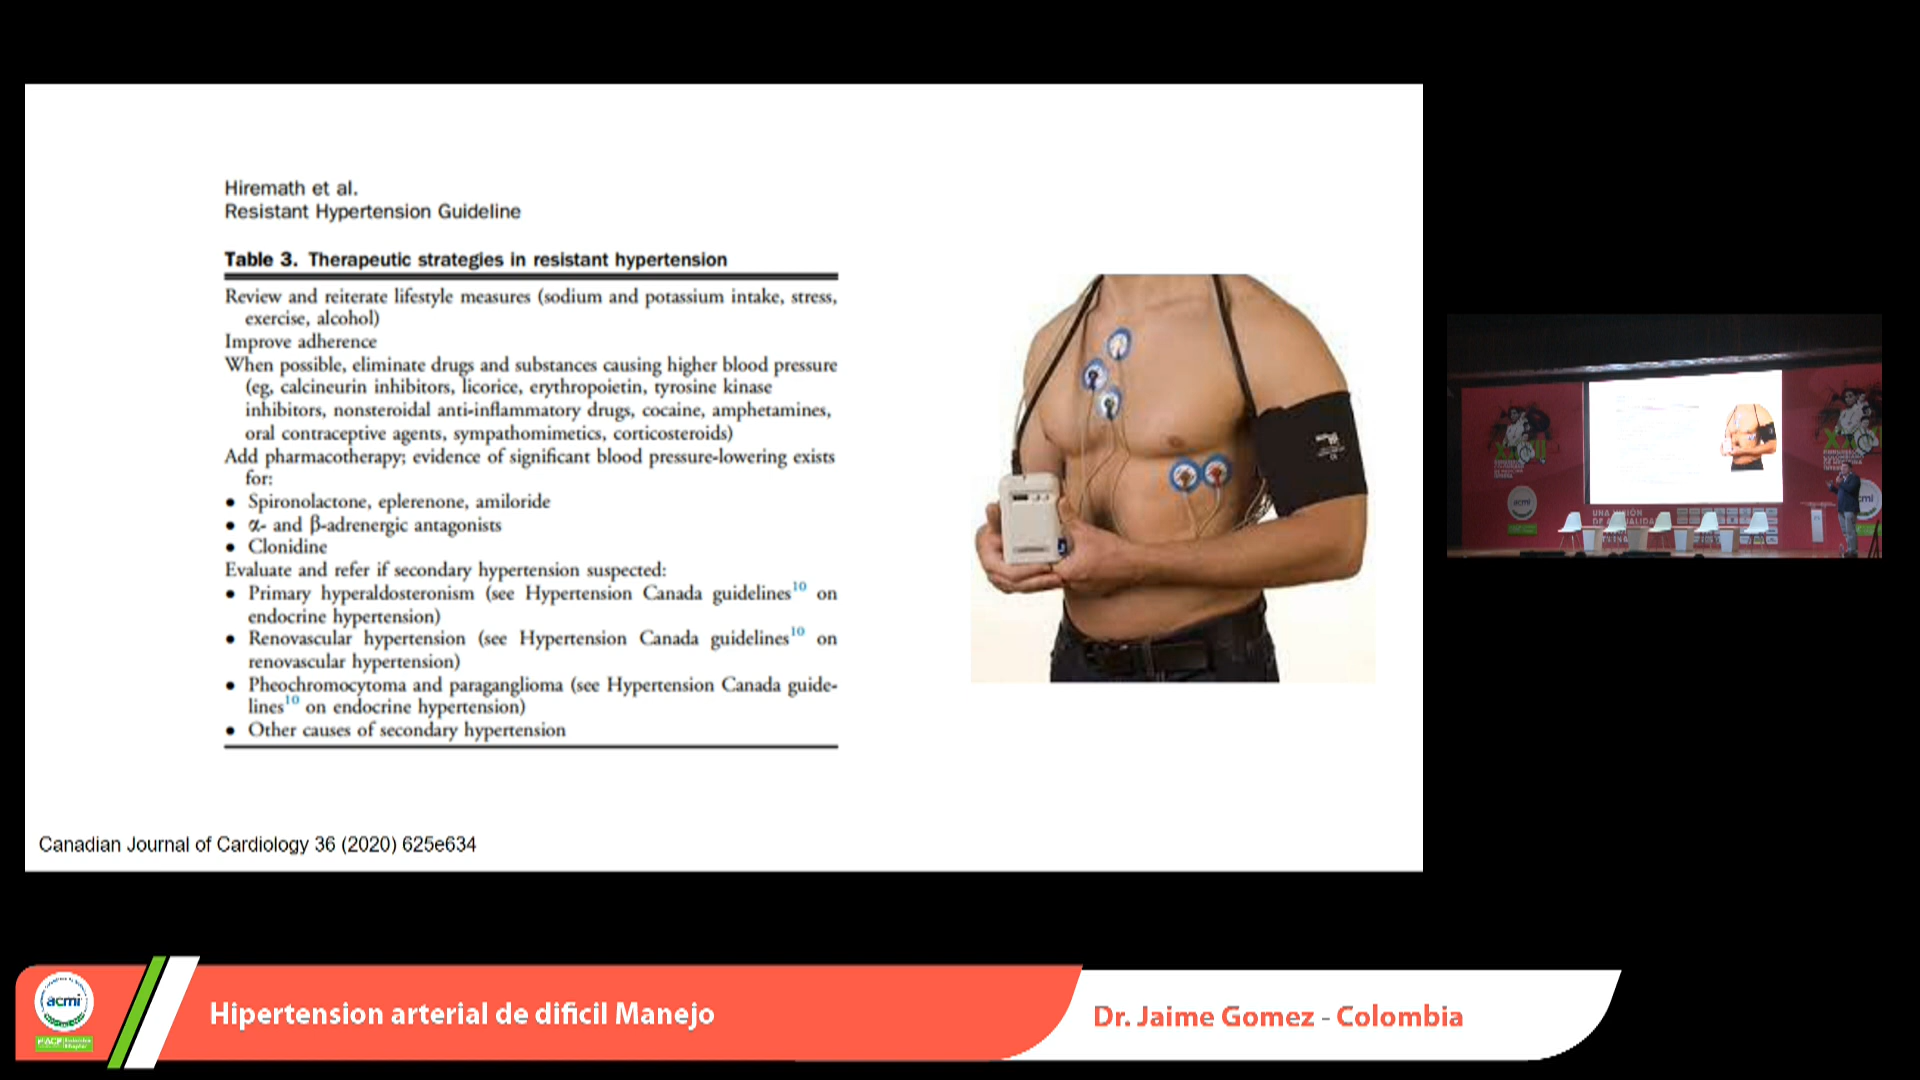 Hiremath et al.
Resistant Hypertension Guideline
Table 3. Therapeutic strategies in resistant hypertension
Review and reiterate lifestyle measures (sodium and potassium intake, stress,
exercise, alcohol)
Improve adherence
When possible, eliminate drugs and substances causing higher blood pressure
(eg, calcineurin inhibitors, licorice, erythropoietin, tyrosine kinase
inhibitors, nonsteroidal anti-inflammatory drugs, cocaine, amphetamines,
oral contraceptive agents, sympathomimetics, corticosteroids)
Add pharmacotherapy; evidence of significant blood pressure-lowering exists
for:
• Spironolactone, eplerenone, amiloride
• α- and β-adrenergic antagonists
• Clonidine
Evaluate and refer if secondary hypertension suspected:
• Primary hyperaldosteronism (see Hypertension Canada guidelines10 on
endocrine hypertension)
• Renovascular hypertension (see Hypertension Canada guidelines10 on
renovascular hypertension)
• Pheochromocytoma and paraganglioma (see Hypertension Canada guide-
lines10 on endocrine hypertension)
• Other causes of secondary hypertension
Canadian Journal of Cardiology 36 (2020) 625e634
acmi
UNA VISIÓN
acmi
Hipertension arterial de dificil Manejo
Dr. Jaime Gomez - Colombia